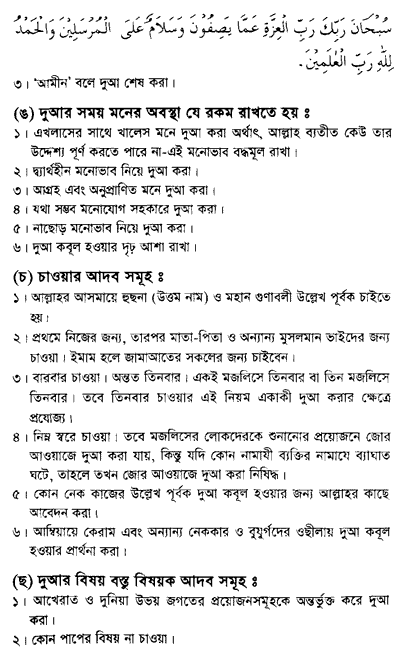 سُبْحَانَ رَبِّكَ رَبِّ الْعِزَّةِ عَمَّا يَصِفُونَ وَسَلَامٌ عَلَى الْمُرْسَلِيْنَ وَالْحَمْدُ
لِلّٰهِ رَبِّ الْعٰلَمِيْنَ.
৩। ‘আমীন’ বলে দুআ শেষ করা।
(ঙ) দুআর সময় মনের অবস্থা যে রকম রাখতে হয় ঃ
১। এখলাসের সাথে খালেস মনে দুআ করা অর্থাৎ, আল্লাহ ব্যতীত কেউ তার
উদ্দেশ্য পূর্ণ করতে পারে না-এই মনোভাব বদ্ধমূল রাখা।
২। দ্ব্যার্থহীন মনোভাব নিয়ে দুআ করা।
৩। আগ্রহ এবং অনুপ্রাণিত মনে দুআ করা।
৪। যথা সম্ভব মনোযোগ সহকারে দুআ করা।
৫। নাছোড় মনোভাব নিয়ে দুআ করা।
৬। দুআ কবূল হওয়ার দৃঢ় আশা রাখা।
(চ) চাওয়ার আদব সমূহ ঃ
১। আল্লাহর আসমায়ে হুছনা (উত্তম নাম) ও মহান গুণাবলী উল্লেখ পূর্বক চাইতে
হয়।
২। প্রথমে নিজের জন্য, তারপর মাতা-পিতা ও অন্যান্য মুসলমান ভাইদের জন্য
চাওয়া। ইমাম হলে জামাআতের সকলের জন্য চাইবেন।
৩। বারবার চাওয়া। অন্তত তিনবার। একই মজলিসে তিনবার বা তিন মজলিসে
তিনবার। তবে তিনবার চাওয়ার এই নিয়ম একাকী দুআ করার ক্ষেত্রে
প্রযোজ্য।
৪। নিম্ন স্বরে চাওয়া। তবে মজলিসের লোকদেরকে শুনানোর প্রয়োজনে জোর
আওয়াজে দুআ করা যায়, কিন্তু যদি কোন নামাযী ব্যক্তির নামাযে ব্যাঘাত
ঘটে, তাহলে তখন জোর আওয়াজে দুআ করা নিষিদ্ধ।
৫। কোন নেক কাজের উল্লেখ পূর্বক দুআ কবূল হওয়ার জন্য আল্লাহর কাছে
আবেদন করা।
৬। আম্বিয়ায়ে কেরাম এবং অন্যান্য নেককার ও বুযুর্গদের ওছীলায় দুআ কবূল
হওয়ার প্রার্থনা করা।
(ছ) দুআর বিষয় বস্তু বিষয়ক আদব সমূহ ঃ
১। আখেরাত ও দুনিয়া উভয় জগতের প্রয়োজনসমূহকে অন্তর্ভুক্ত করে দুআ
করা।
২। কোন পাপের বিষয় না চাওয়া।